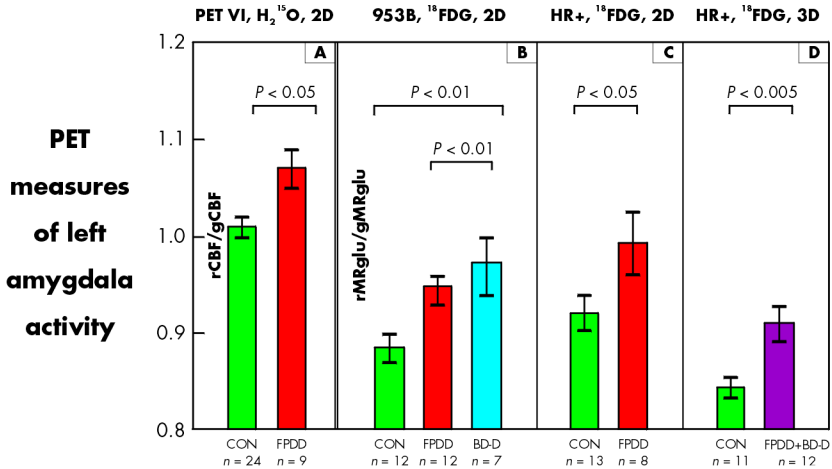 PET VI, H₂¹⁵O, 2D
953B, ¹⁸FDG, 2D
HR+, ¹⁸FDG, 2D
HR+, ¹⁸FDG, 3D
PET
measures
of left
amygdala
activity
1.2
1.1
1.0
0.9
0.8
A
P < 0.05
rCBF/gCBF
CON
n = 24
FPDD
n = 9
B
P < 0.01
P < 0.01
rMRglu/gMRglu
CON
n = 12
FPDD
n = 12
BD-D
n = 7
C
P < 0.05
CON
n = 13
FPDD
n = 8
D
P < 0.005
CON
n = 11
FPDD+BD-D
n = 12